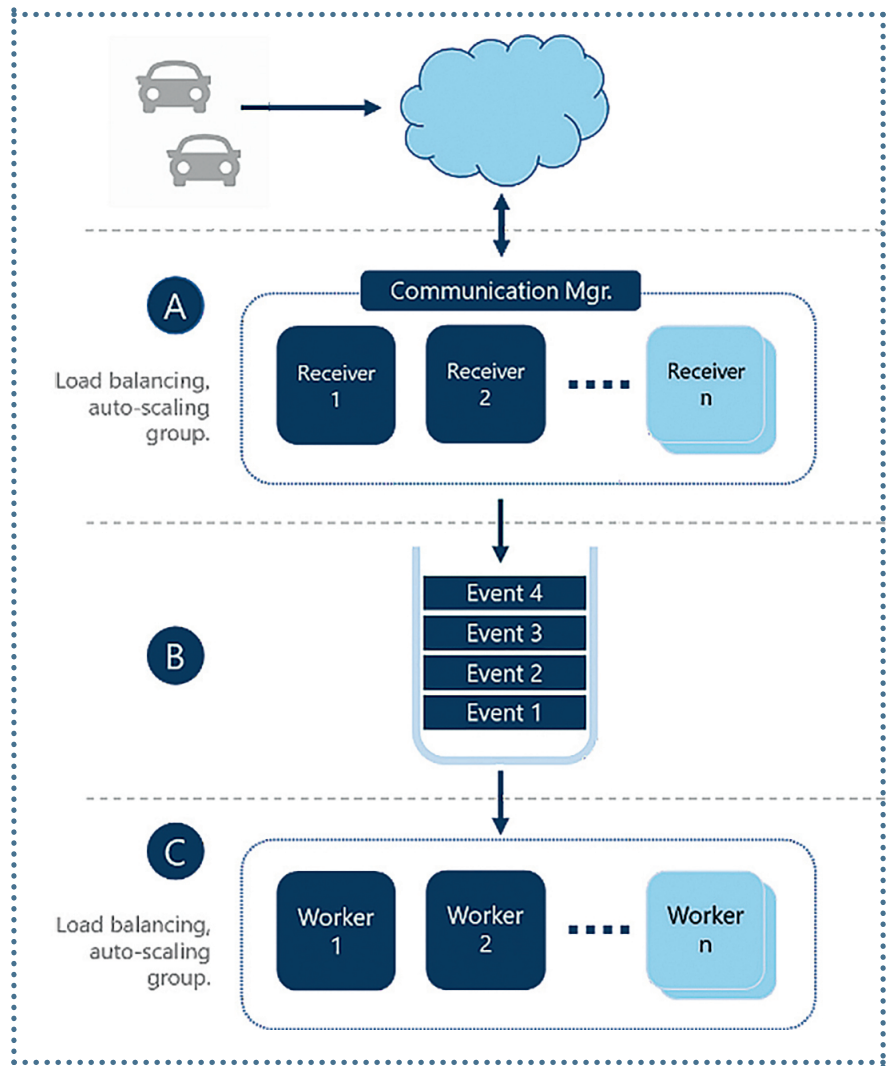 Communication Mgr.
A
Load balancing,
auto-scaling
group.
Receiver
1
Receiver
2
Receiver
n
B
Event 4
Event 3
Event 2
Event 1
C
Load balancing,
auto-scaling
group.
Worker
1
Worker
2
Worker
n